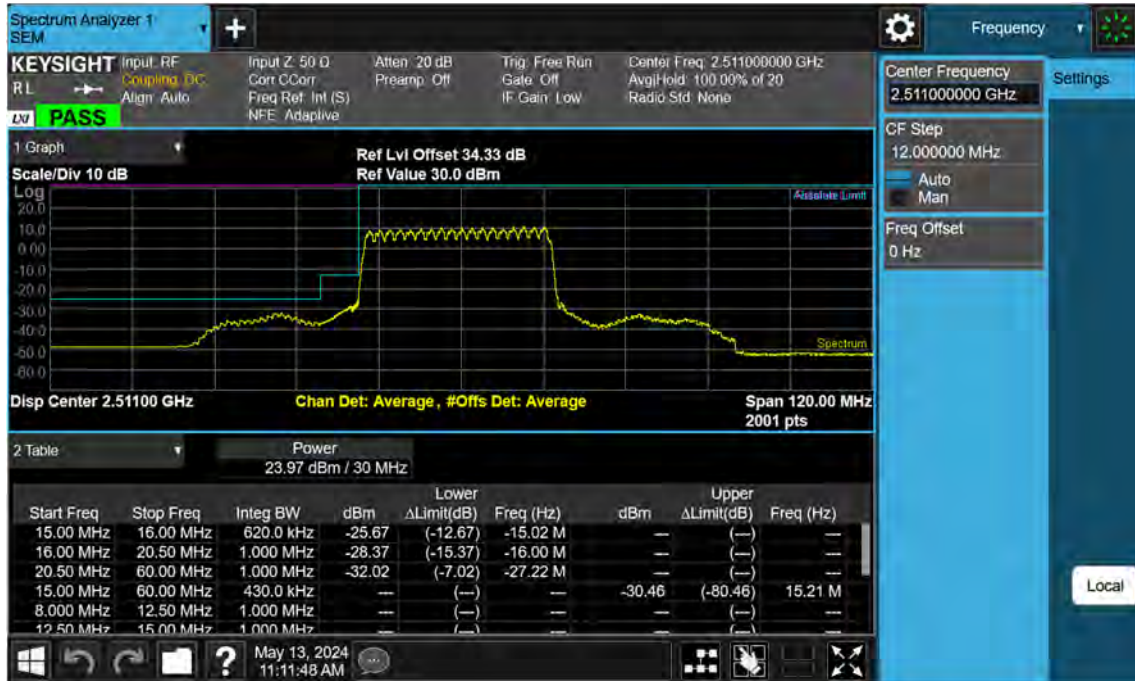 Spectrum Analyzer 1
SEM
+
Frequency
KEYSIGHT
RL
LXI PASS
Input: RF
Coupling: DC
Align: Auto
Input Z: 50 Ω
Corr CCorr
Freq Ref: Int (S)
NFE: Adaptive
Atten: 20 dB
Preamp: Off
Trig: Free Run
Gate: Off
IF Gain: Low
Center Freq: 2.511000000 GHz
Avg|Hold: 100.00% of 20
Radio Std: None
Center Frequency
2.511000000 GHz
Settings
CF Step
12.000000 MHz
Auto
Man
Freq Offset
0 Hz
Local
1 Graph
Scale/Div 10 dB
Ref Lvl Offset 34.33 dB
Ref Value 30.0 dBm
Log
Absolute Limit
20.0
10.0
0.00
-10.0
-20.0
-30.0
-40.0
-50.0
-60.0
Spectrum
Disp Center 2.51100 GHz
Chan Det: Average, #Offs Det: Average
Span 120.00 MHz
2001 pts
2 Table
Power
23.97 dBm / 30 MHz
Lower Upper
Start Freq Stop Freq Integ BW dBm ΔLimit(dB) Freq (Hz) dBm ΔLimit(dB) Freq (Hz)
15.00 MHz 16.00 MHz 620.0 kHz -25.67 (-12.67) -15.02 M --- (---) ---
16.00 MHz 20.50 MHz 1.000 MHz -28.37 (-15.37) -16.00 M --- (---) ---
20.50 MHz 60.00 MHz 1.000 MHz -32.02 (-7.02) -27.22 M --- (---) ---
15.00 MHz 60.00 MHz 430.0 kHz --- (---) --- -30.46 (-80.46) 15.21 M
8.000 MHz 12.50 MHz 1.000 MHz --- (---) --- --- (---) ---
12.50 MHz 15.00 MHz 1.000 MHz --- (---) --- --- (---) ---
?
May 13, 2024
11:11:48 AM